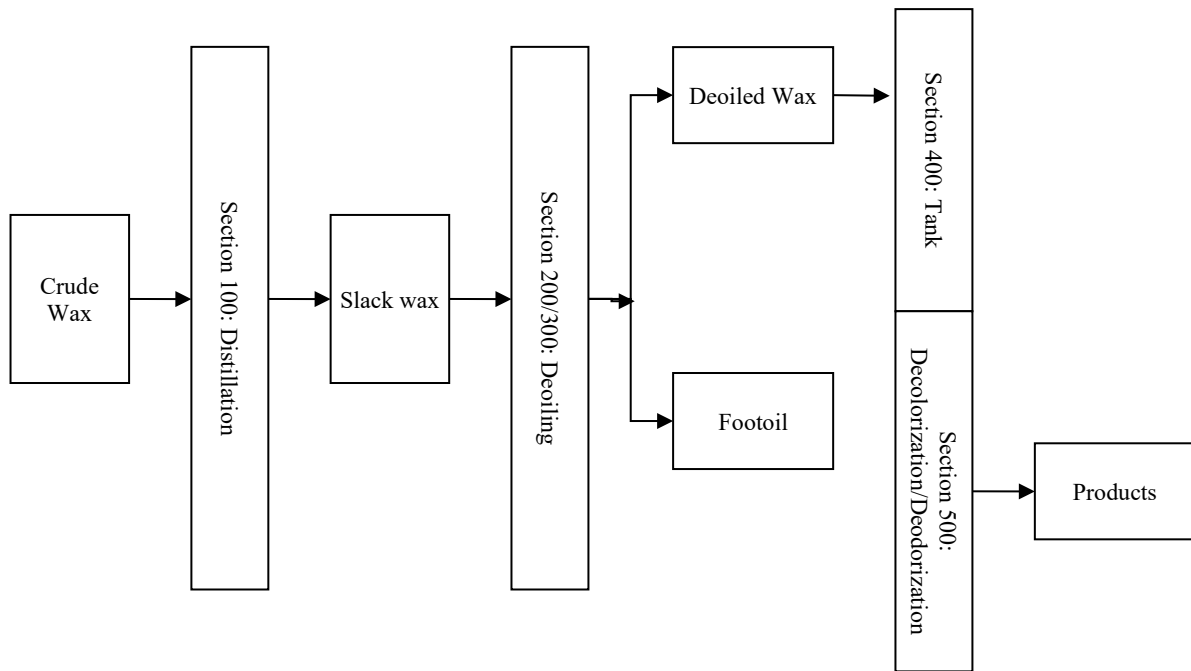 Crude
Wax
Section 100: Distillation
Slack wax
Section 200/300: Deoiling
Deoiled Wax
Footoil
Section 400: Tank
Section 500:
Decolorization/Deodorization
Products